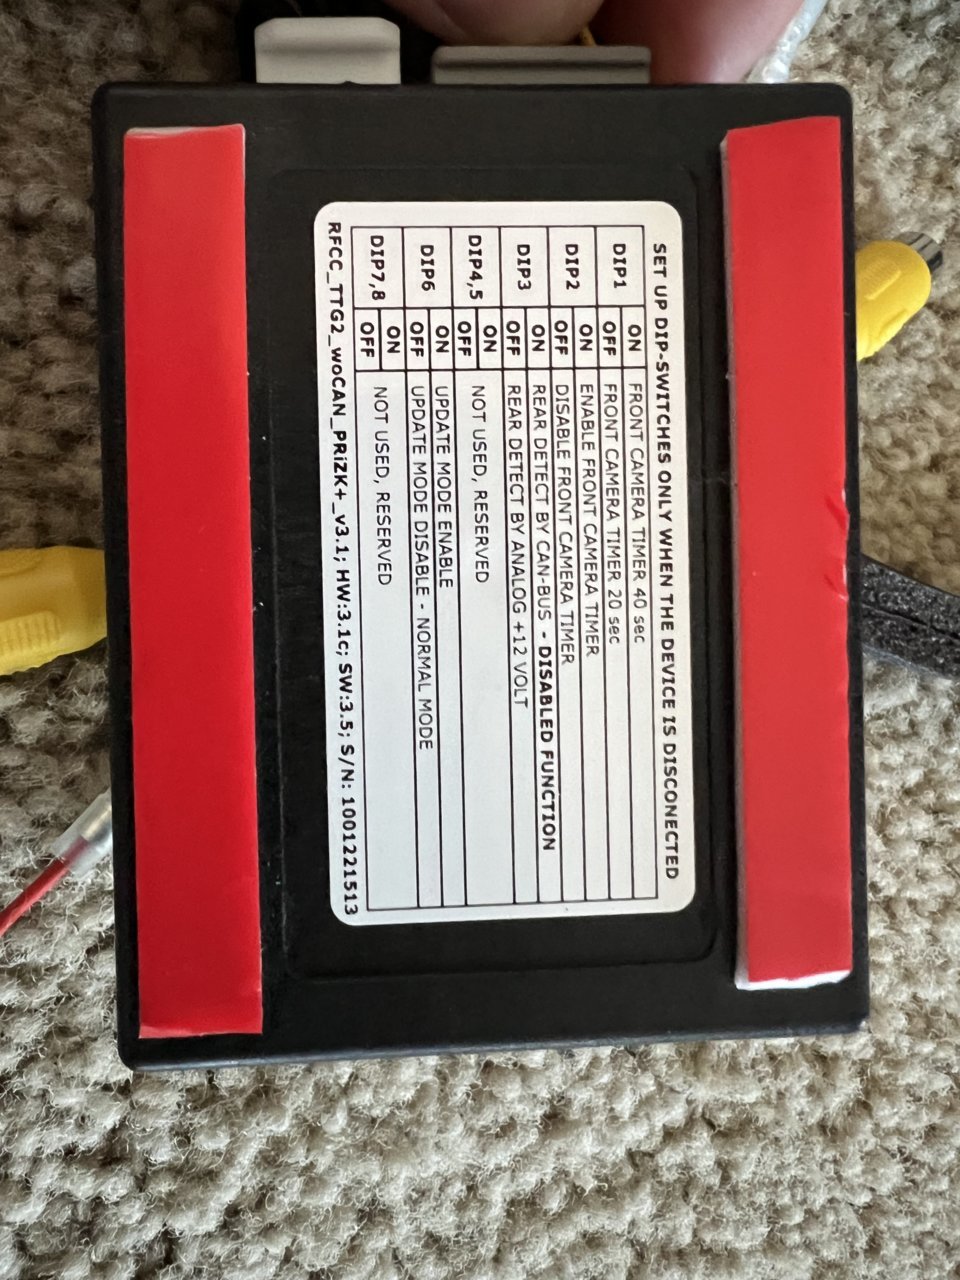 SET UP DIP-SWITCHES ONLY WHEN THE DEVICE IS DISCONECTED
DIP1 ON FRONT CAMERA TIMER 40 sec
OFF FRONT CAMERA TIMER 20 sec
DIP2 ON ENABLE FRONT CAMERA TIMER
OFF DISABLE FRONT CAMERA TIMER
DIP3 ON REAR DETECT BY CAN-BUS - DISABLED FUNCTION
OFF REAR DETECT BY ANALOG +12 VOLT
DIP4,5 ON NOT USED, RESERVED
OFF
DIP6 ON UPDATE MODE ENABLE
OFF UPDATE MODE DISABLE - NORMAL MODE
DIP7,8 ON NOT USED, RESERVED
OFF
RFCC_TTG2_woCAN_PRiZK+_v3.1; HW:3.1c; SW:3.5; S/N: 1001221513